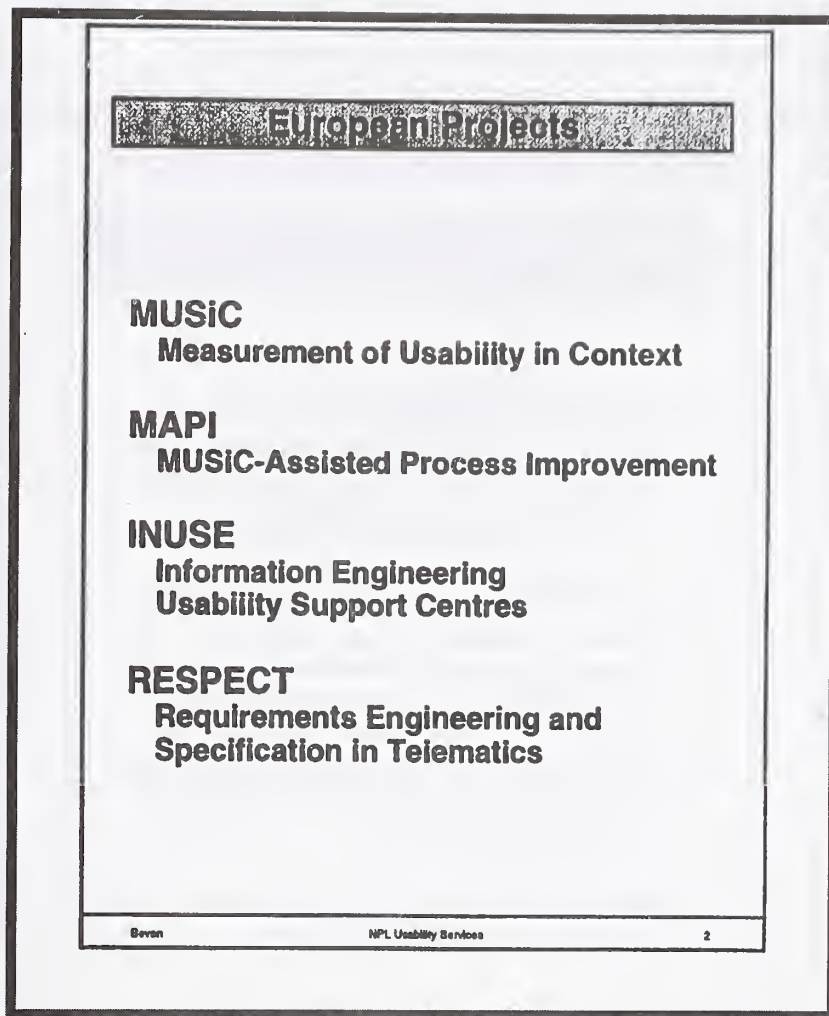 European Projects
MUSiC
Measurement of Usability in Context
MAPI
MUSiC-Assisted Process Improvement
INUSE
Information Engineering
Usability Support Centres
RESPECT
Requirements Engineering and
Specification in Telematics
Bevan NPL Usability Services 2